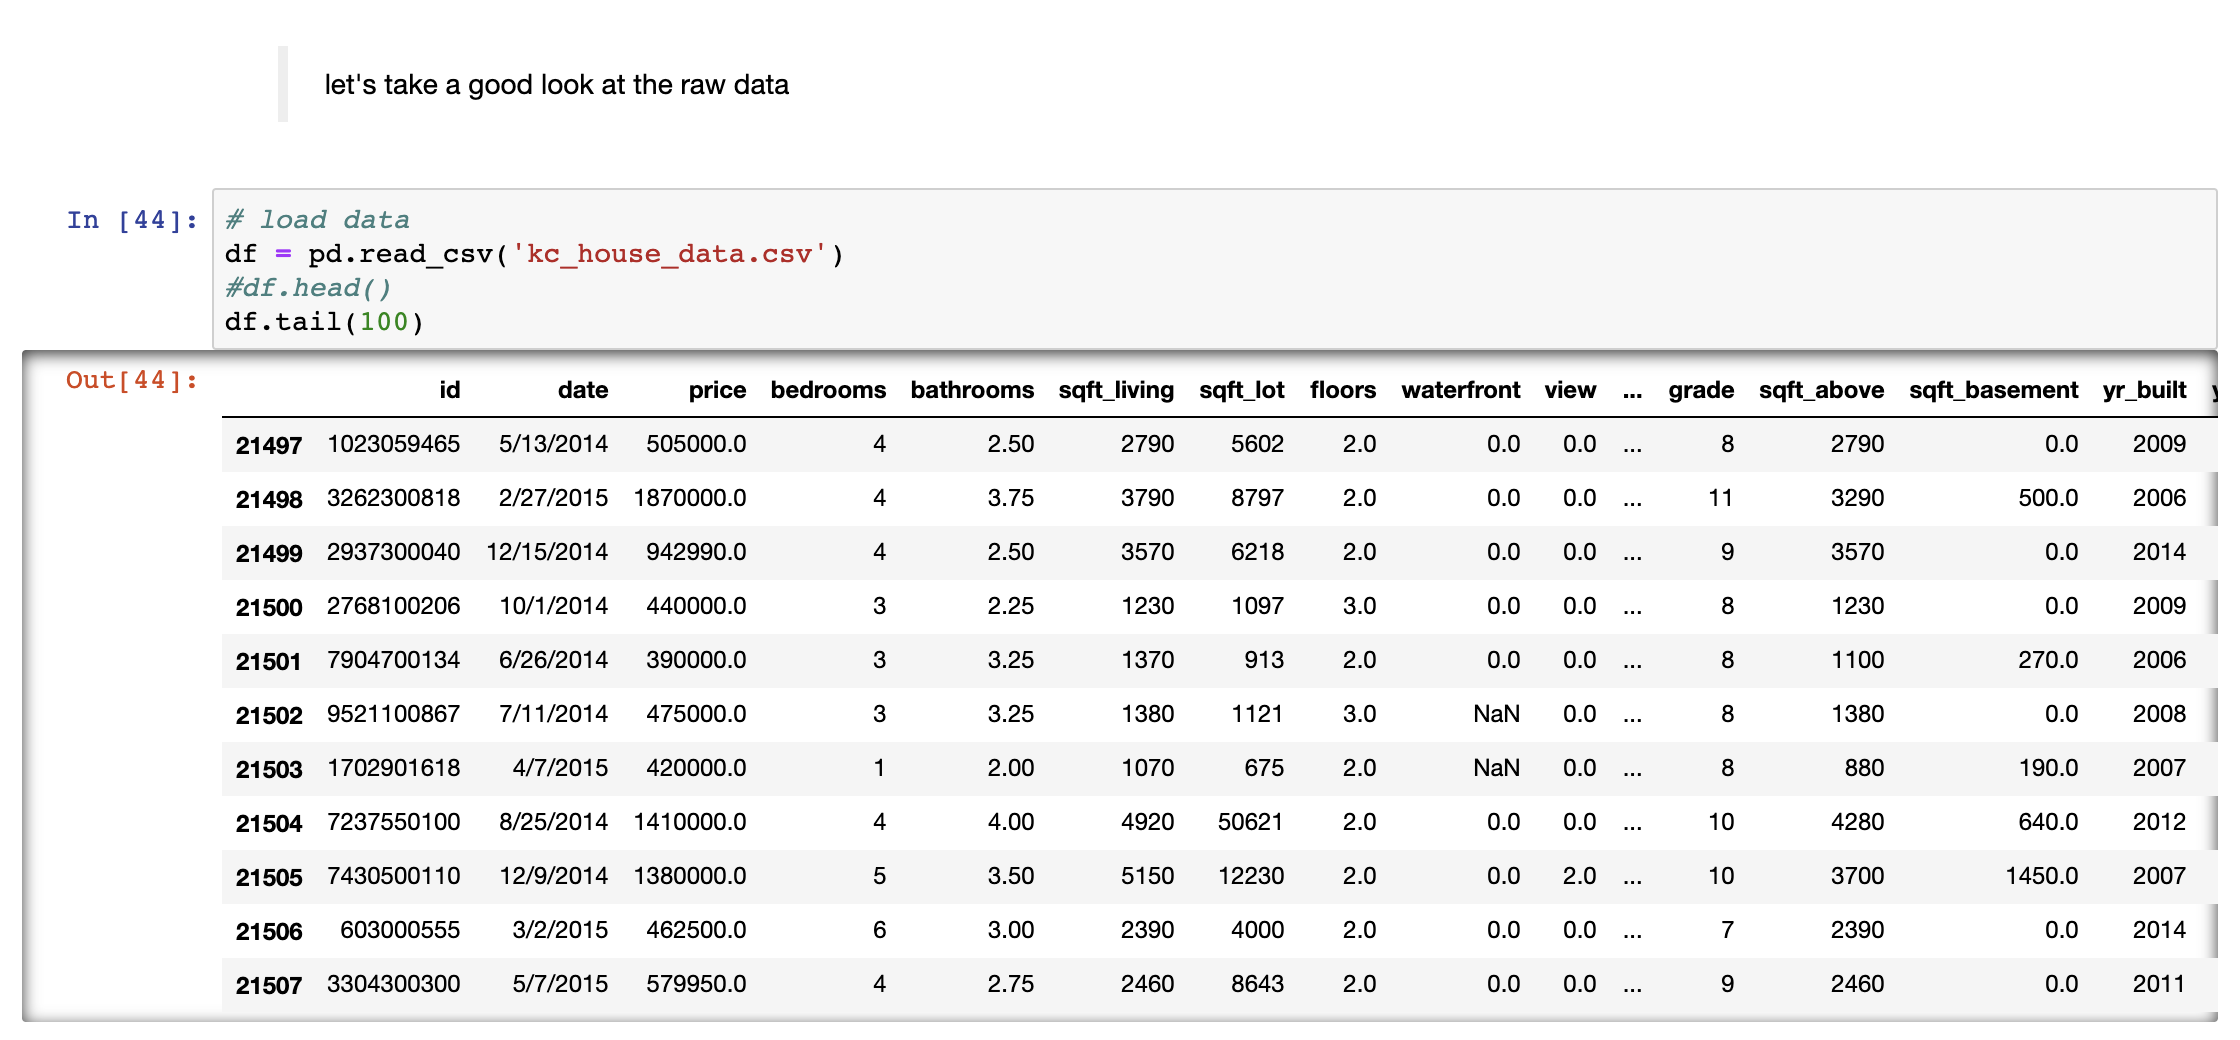 let's take a good look at the raw data
In [44]:
# load data
df = pd.read_csv('kc_house_data.csv')
#df.head()
df.tail(100)
Out[44]:
id date price bedrooms bathrooms sqft_living sqft_lot floors waterfront view ... grade sqft_above sqft_basement yr_built
21497 1023059465 5/13/2014 505000.0 4 2.50 2790 5602 2.0 0.0 0.0 ... 8 2790 0.0 2009
21498 3262300818 2/27/2015 1870000.0 4 3.75 3790 8797 2.0 0.0 0.0 ... 11 3290 500.0 2006
21499 2937300040 12/15/2014 942990.0 4 2.50 3570 6218 2.0 0.0 0.0 ... 9 3570 0.0 2014
21500 2768100206 10/1/2014 440000.0 3 2.25 1230 1097 3.0 0.0 0.0 ... 8 1230 0.0 2009
21501 7904700134 6/26/2014 390000.0 3 3.25 1370 913 2.0 0.0 0.0 ... 8 1100 270.0 2006
21502 9521100867 7/11/2014 475000.0 3 3.25 1380 1121 3.0 NaN 0.0 ... 8 1380 0.0 2008
21503 1702901618 4/7/2015 420000.0 1 2.00 1070 675 2.0 NaN 0.0 ... 8 880 190.0 2007
21504 7237550100 8/25/2014 1410000.0 4 4.00 4920 50621 2.0 0.0 0.0 ... 10 4280 640.0 2012
21505 7430500110 12/9/2014 1380000.0 5 3.50 5150 12230 2.0 0.0 2.0 ... 10 3700 1450.0 2007
21506 603000555 3/2/2015 462500.0 6 3.00 2390 4000 2.0 0.0 0.0 ... 7 2390 0.0 2014
21507 3304300300 5/7/2015 579950.0 4 2.75 2460 8643 2.0 0.0 0.0 ... 9 2460 0.0 2011